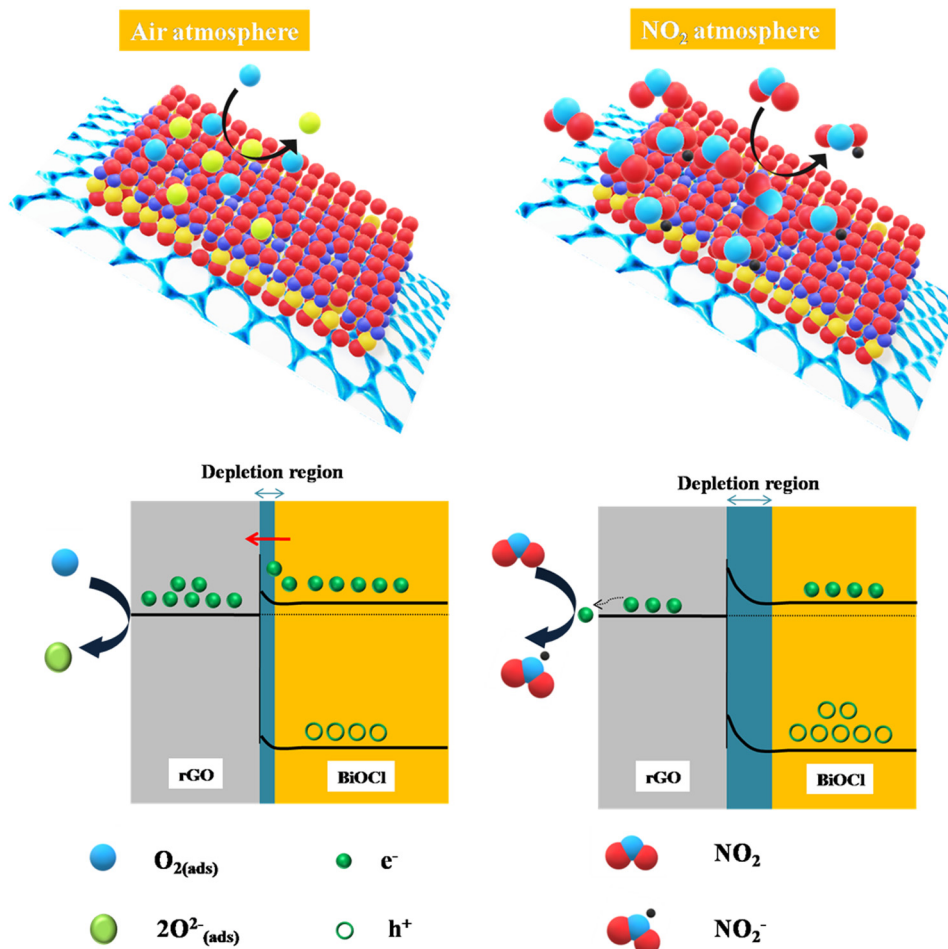 Air atmosphere
NO₂ atmosphere
Depletion region
Depletion region
rGO
BiOCl
rGO
BiOCl
O₂₍ads₎
e⁻
NO₂
2O²⁻₍ads₎
h⁺
NO₂⁻